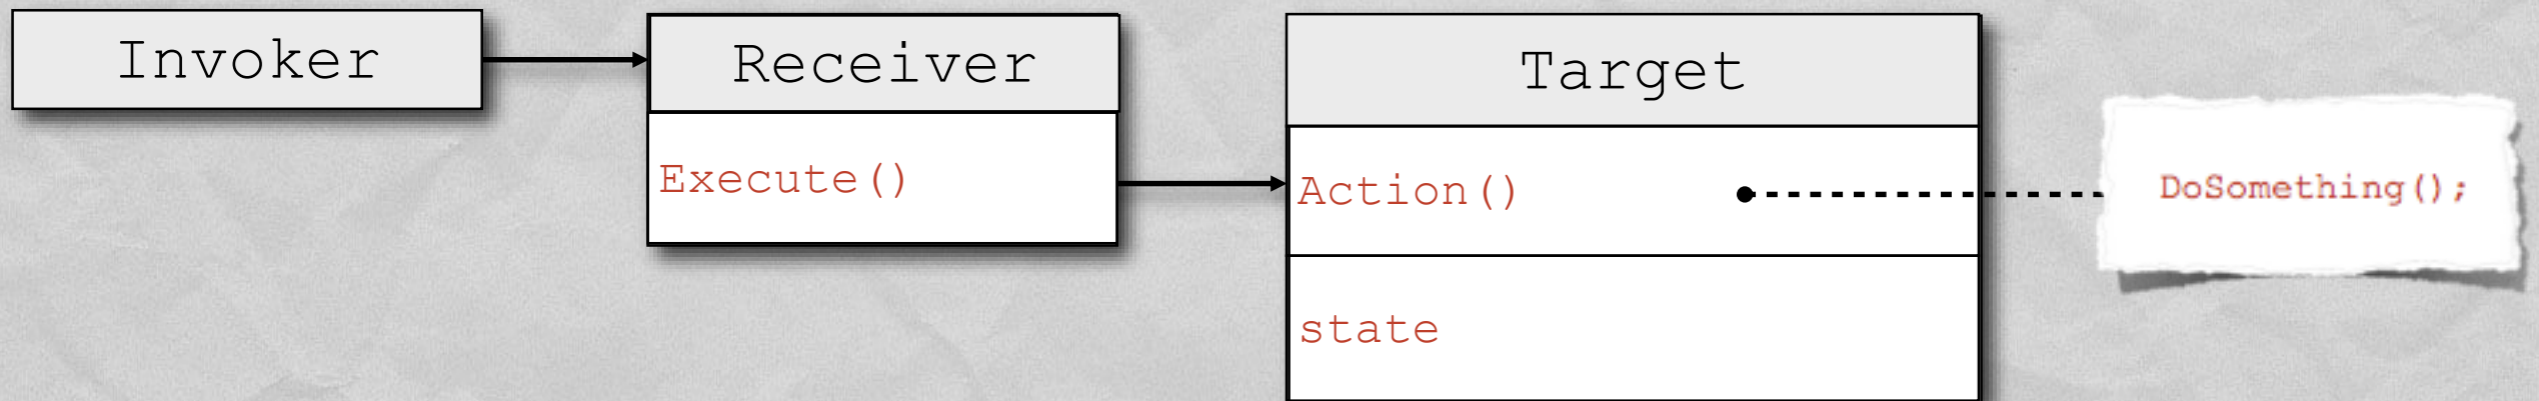 Invoker
Receiver
Execute()
Target
Action()
state
DoSomething();